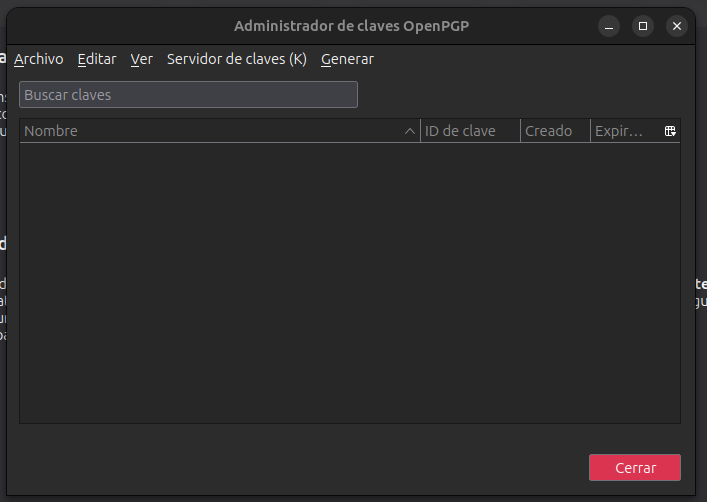 Administrador de claves OpenPGP
Archivo Editar Ver Servidor de claves (K) Generar
Buscar claves
Nombre ID de clave Creado Expir...
Cerrar